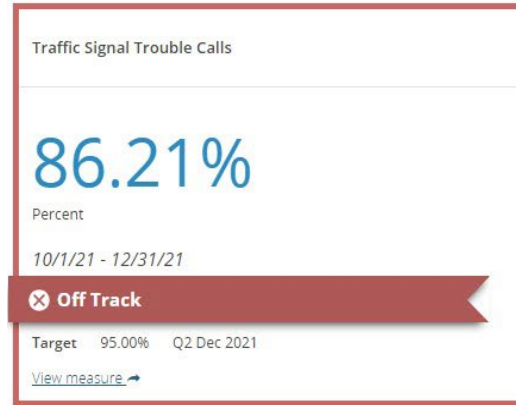 Traffic Signal Trouble Calls
86.21%
Percent
10/1/21 - 12/31/21
Off Track
Target 95.00% Q2 Dec 2021
View measure